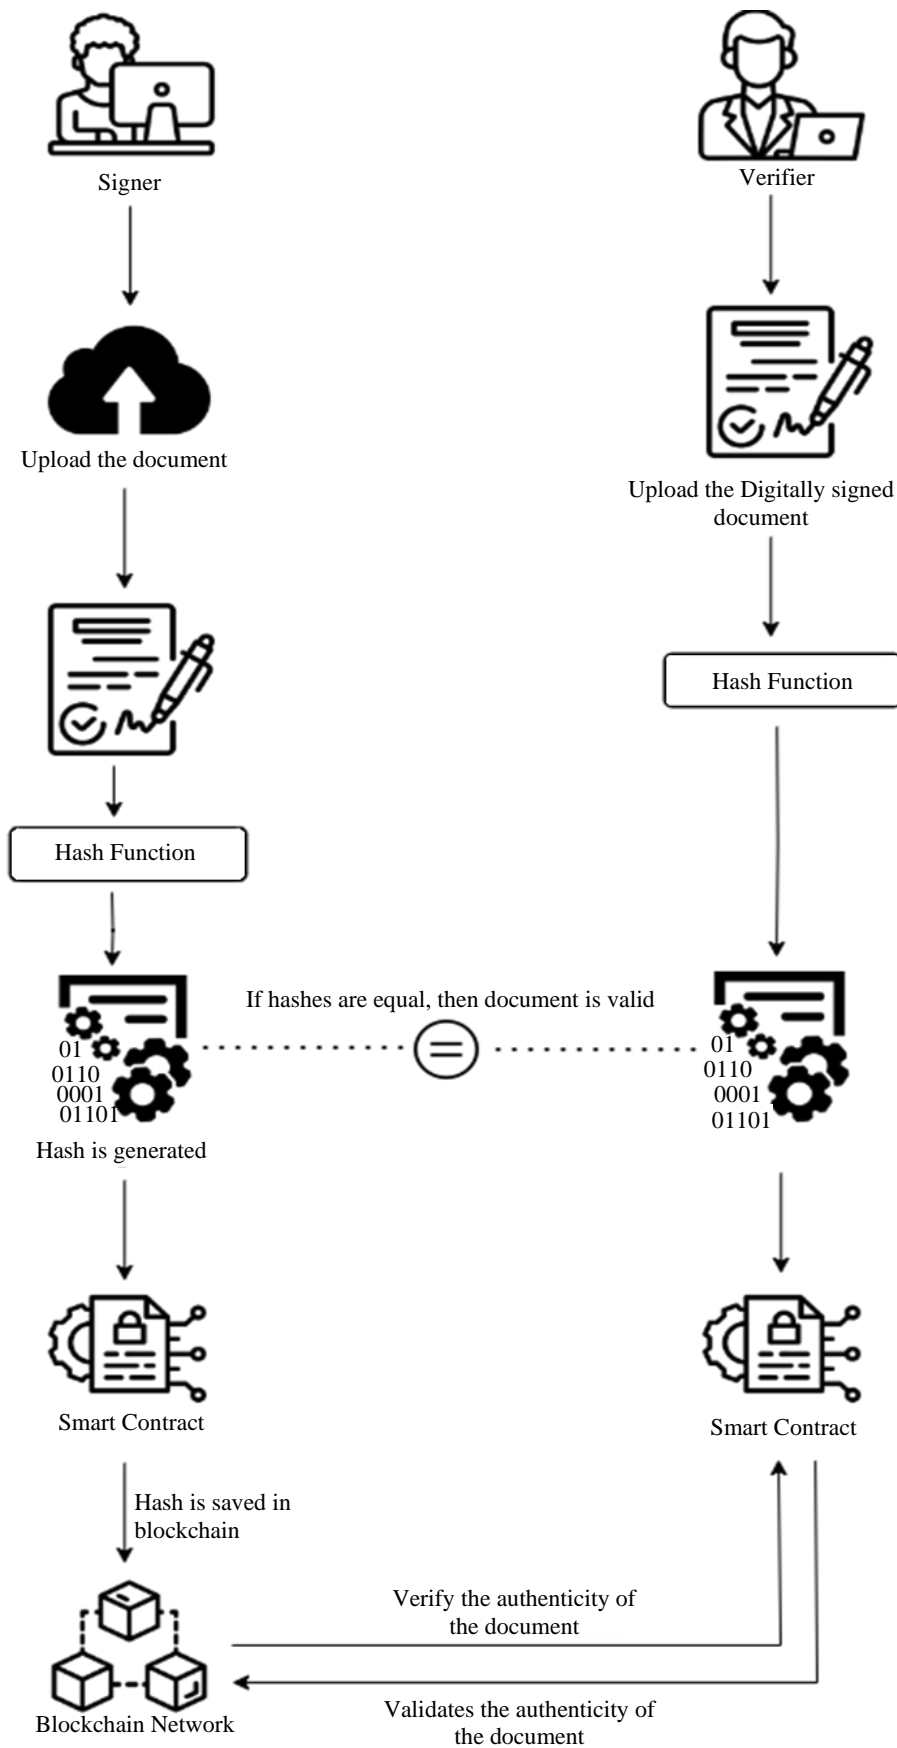 Signer
Verifier
Upload the document
Upload the Digitally signed
document
Hash Function
Hash Function
If hashes are equal, then document is valid
01
0110
0001
01101
01
0110
0001
01101
Hash is generated
Smart Contract
Smart Contract
Hash is saved in
blockchain
Verify the authenticity of
the document
Blockchain Network
Validates the authenticity of
the document